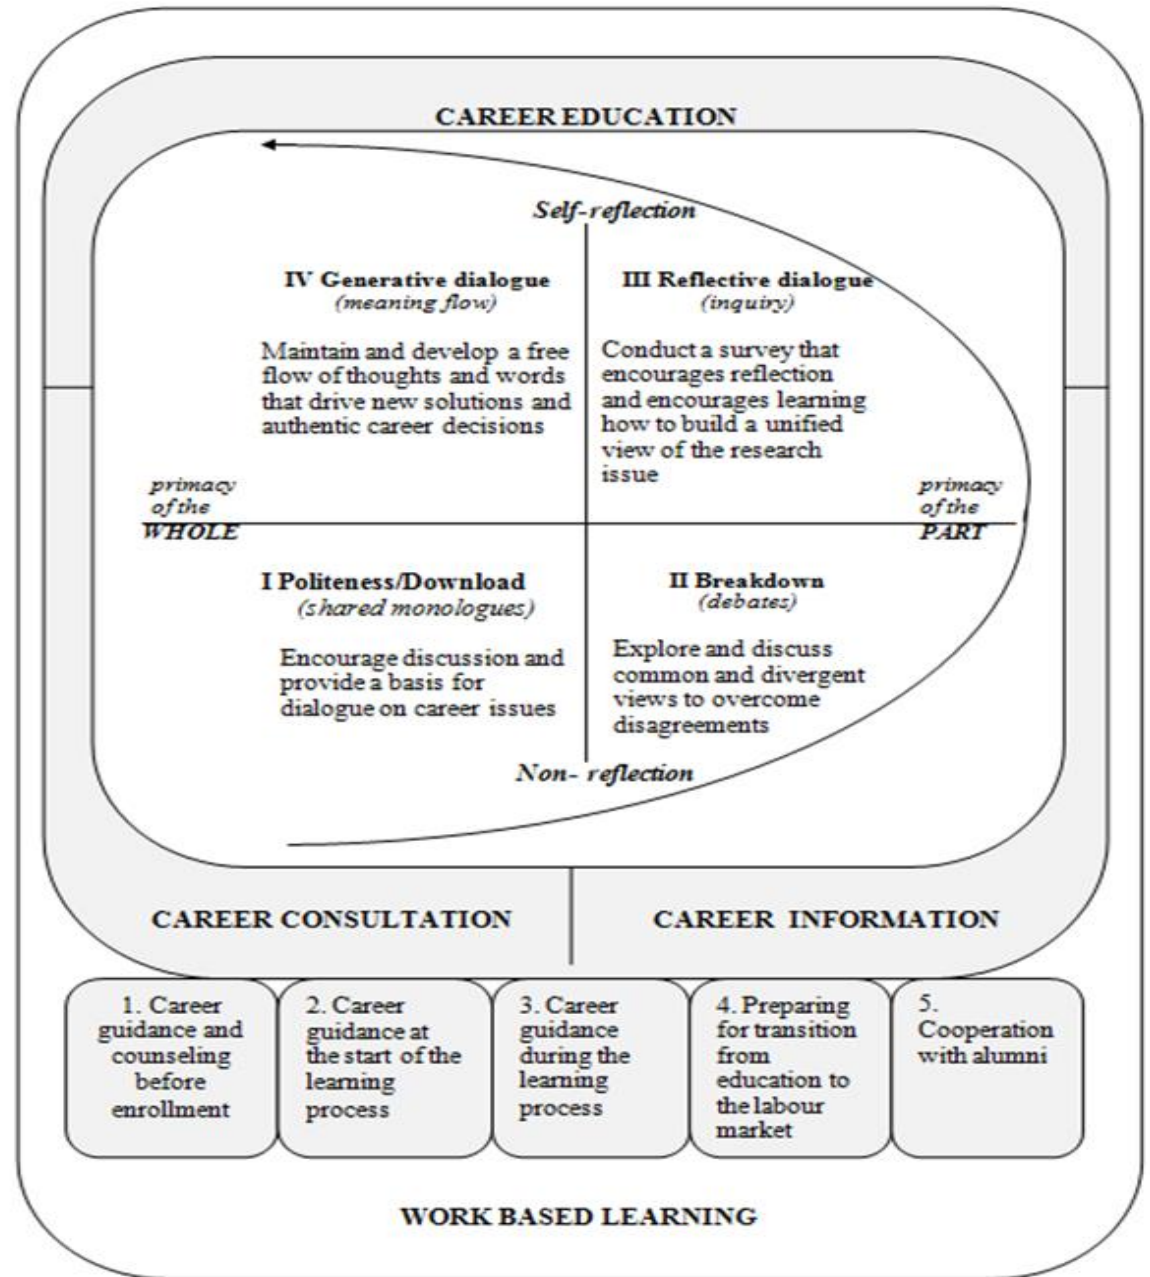 CAREER EDUCATION
Self-reflection
IV Generative dialogue
(meaning flow)
Maintain and develop a free
flow of thoughts and words
that drive new solutions and
authentic career decisions
III Reflective dialogue
(inquiry)
Conduct a survey that
encourages reflection
and encourages learning
how to build a unified
view of the research
issue
primacy
of the
WHOLE
primacy
of the
PART
I Politeness/Download
(shared monologues)
Encourage discussion and
provide a basis for
dialogue on career issues
II Breakdown
(debates)
Explore and discuss
common and divergent
views to overcome
disagreements
Non- reflection
CAREER CONSULTATION
CAREER INFORMATION
1. Career
guidance and
counseling
before
enrollment
2. Career
guidance at
the start of the
learning
process
3. Career
guidance
during the
learning
process
4. Preparing
for transition
from
education to
the labour
market
5.
Cooperation
with alumni
WORK BASED LEARNING